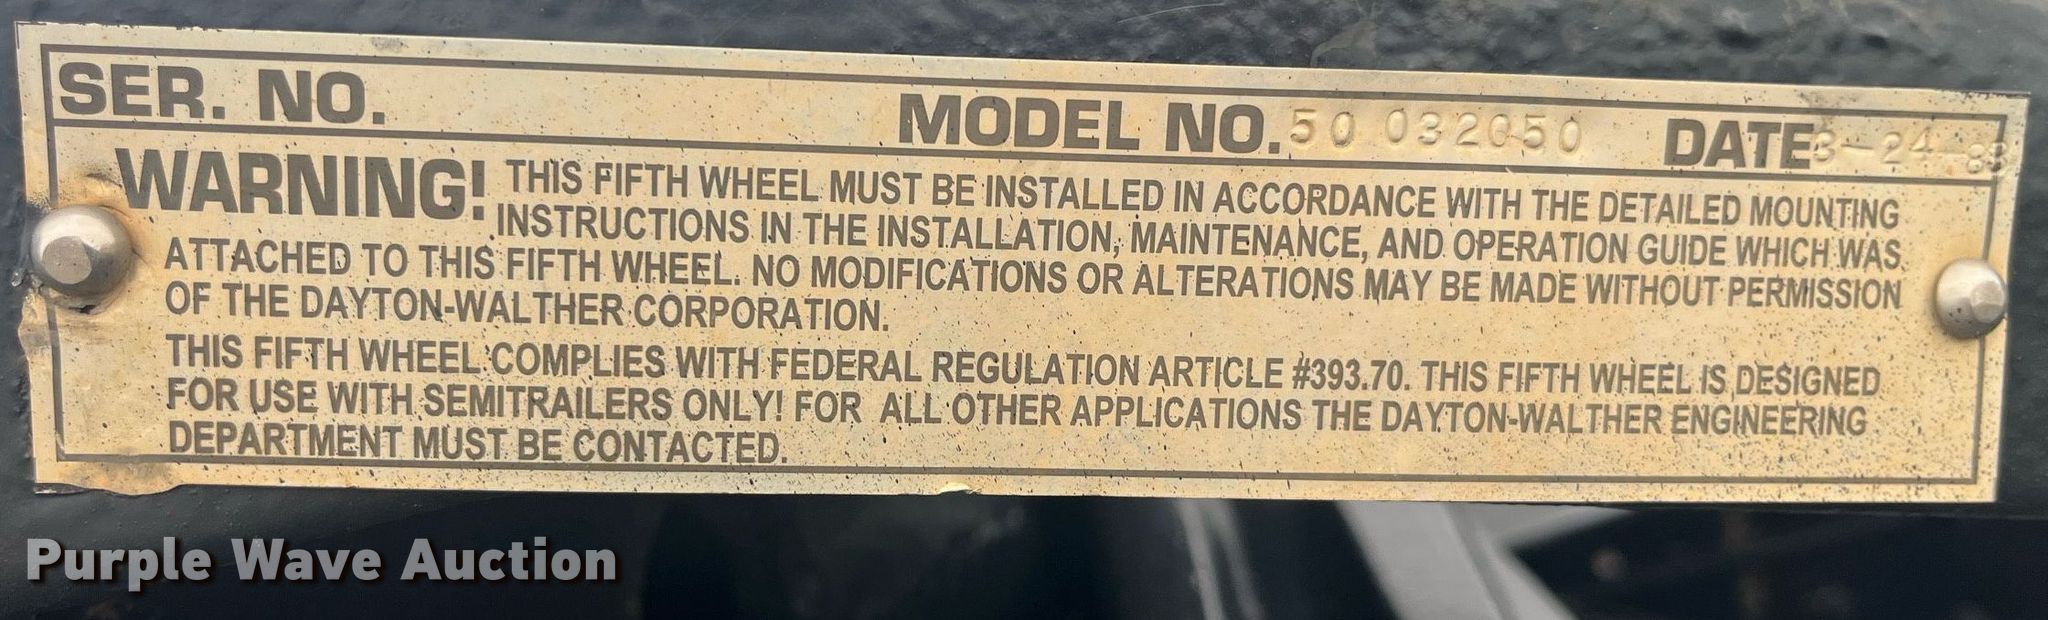 SER. NO. MODEL NO. 50 032050 DATE 3-24-83
WARNING! THIS FIFTH WHEEL MUST BE INSTALLED IN ACCORDANCE WITH THE DETAILED MOUNTING
INSTRUCTIONS IN THE INSTALLATION, MAINTENANCE, AND OPERATION GUIDE WHICH WAS
ATTACHED TO THIS FIFTH WHEEL. NO MODIFICATIONS OR ALTERATIONS MAY BE MADE WITHOUT PERMISSION
OF THE DAYTON-WALTHER CORPORATION.
THIS FIFTH WHEEL COMPLIES WITH FEDERAL REGULATION ARTICLE #393.70. THIS FIFTH WHEEL IS DESIGNED
FOR USE WITH SEMITRAILERS ONLY! FOR ALL OTHER APPLICATIONS THE DAYTON-WALTHER ENGINEERING
DEPARTMENT MUST BE CONTACTED.
Purple Wave Auction